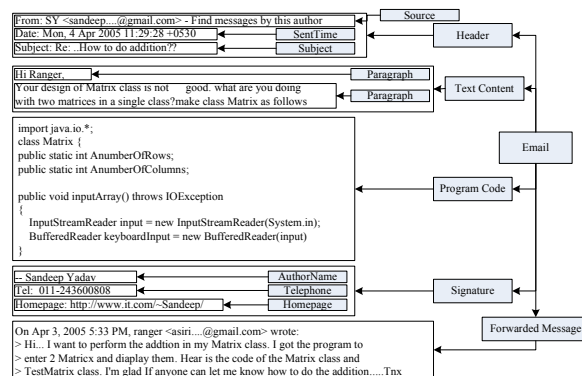 From: SY <sandeep....@gmail.com> - Find messages by this author
Source
Date: Mon, 4 Apr 2005 11:29:28 +0530
SentTime
Header
Subject: Re: ..How to do addition??
Subject
Hi Ranger,
Paragraph
Your design of Matrix class is not good. what are you doing
with two matrices in a single class?make class Matrix as follows
Paragraph
Text Content
import java.io.*;
class Matrix {
public static int AnumberOfRows;
public static int AnumberOfColumns;
public void inputArray() throws IOException
{
InputStreamReader input = new InputStreamReader(System.in);
BufferedReader keyboardInput = new BufferedReader(input)
}
Program Code
Email
-- Sandeep Yadav
AuthorName
Tel: 011-243600808
Telephone
Homepage: http://www.it.com/~Sandeep/
Homepage
Signature
On Apr 3, 2005 5:33 PM, ranger <asiri....@gmail.com> wrote:
> Hi... I want to perform the addtion in my Matrix class. I got the program to
> enter 2 Matricx and diaplay them. Hear is the code of the Matrix class and
> TestMatrix class. I'm glad If anyone can let me know how to do the addition.....Tnx
Forwarded Message